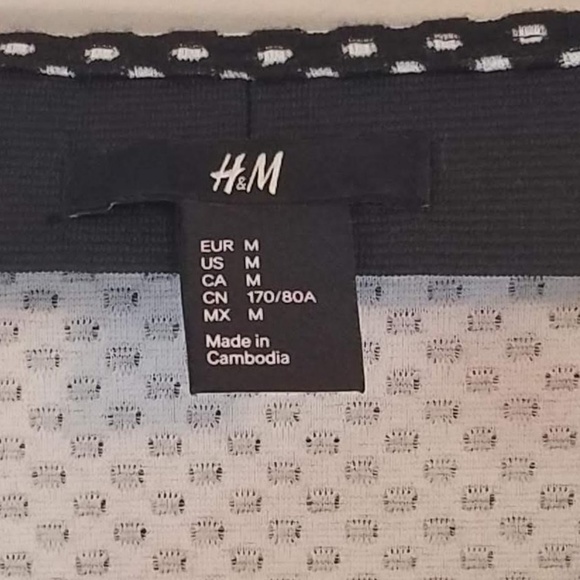 H&M
EUR M
US M
CA M
CN 170/80A
MX M
Made in
Cambodia